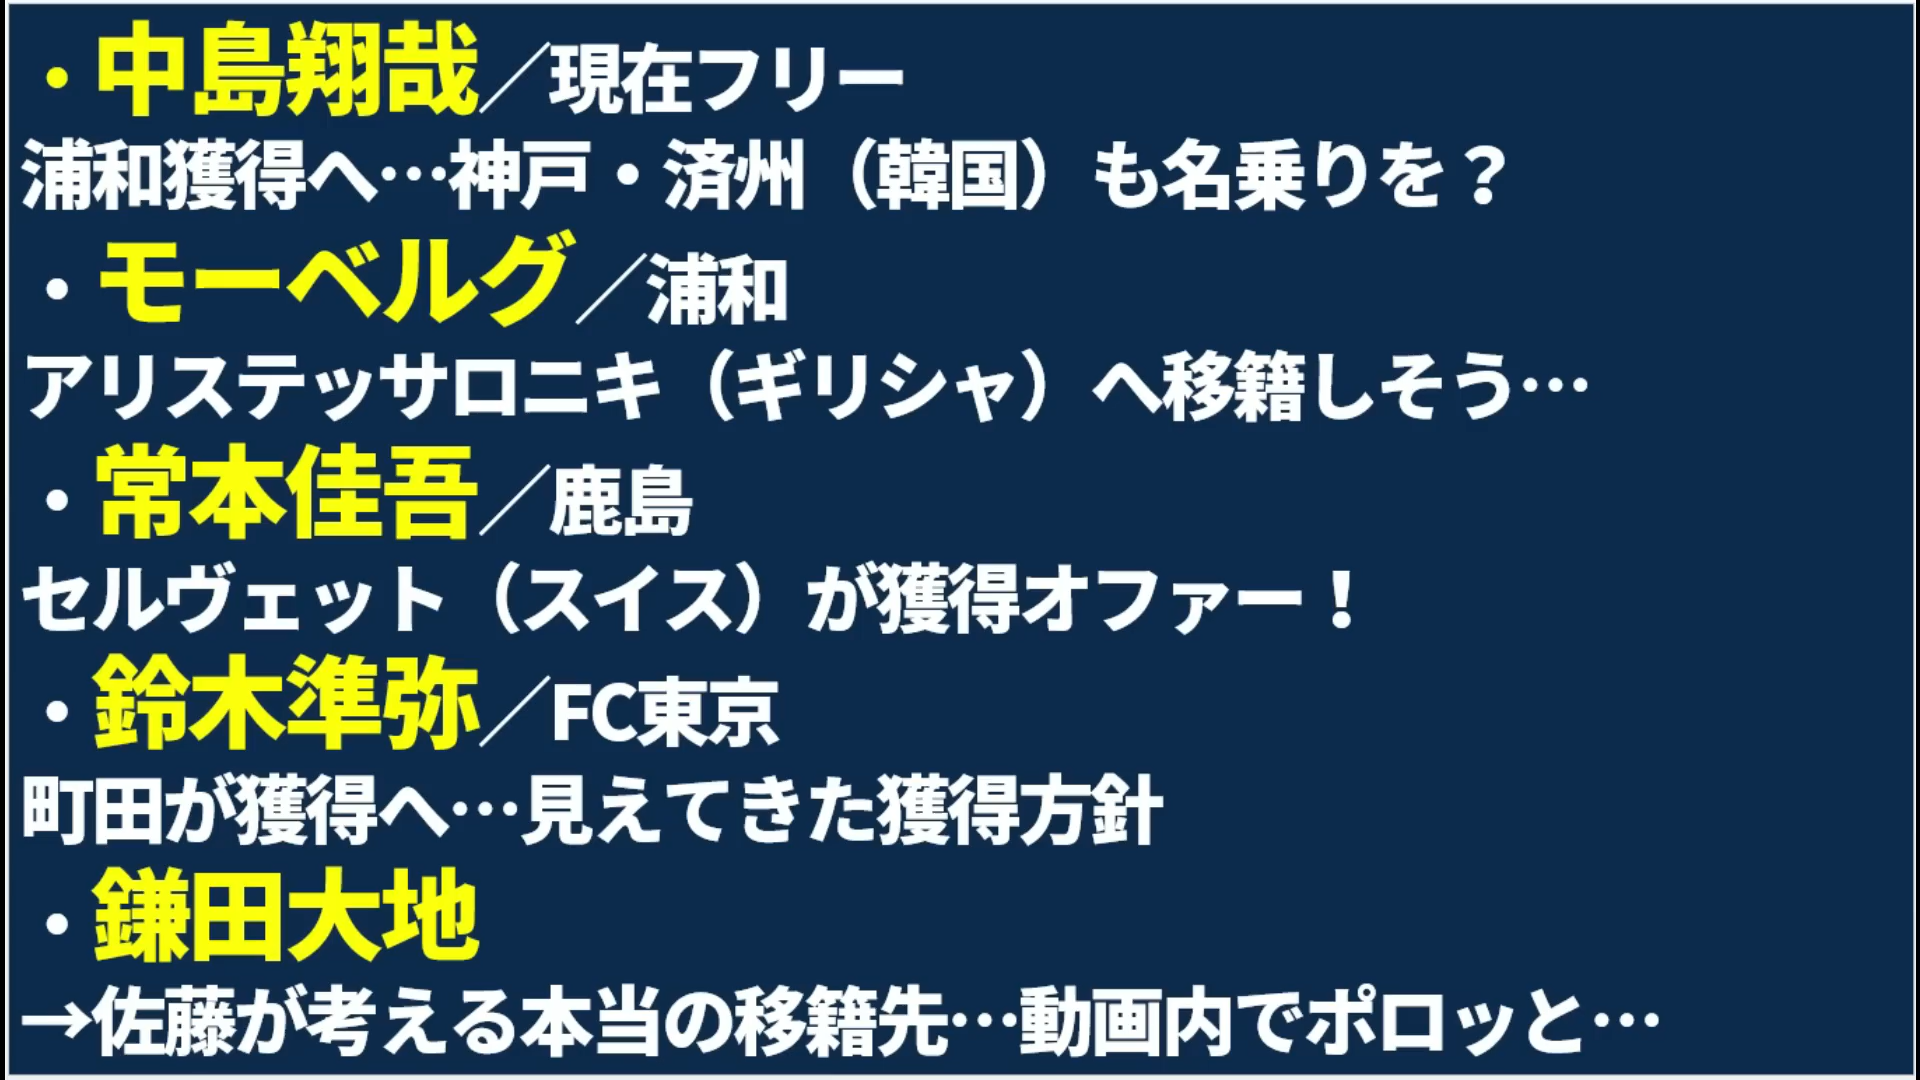 ・中島翔哉／現在フリー
浦和獲得へ…神戸・済州（韓国）も名乗りを？
・モーベルグ／浦和
アリステッサロニキ（ギリシャ）へ移籍しそう…
・常本佳吾／鹿島
セルヴェット（スイス）が獲得オファー！
・鈴木準弥／FC東京
町田が獲得へ…見えてきた獲得方針
・鎌田大地
→佐藤が考える本当の移籍先…動画内でポロッと…